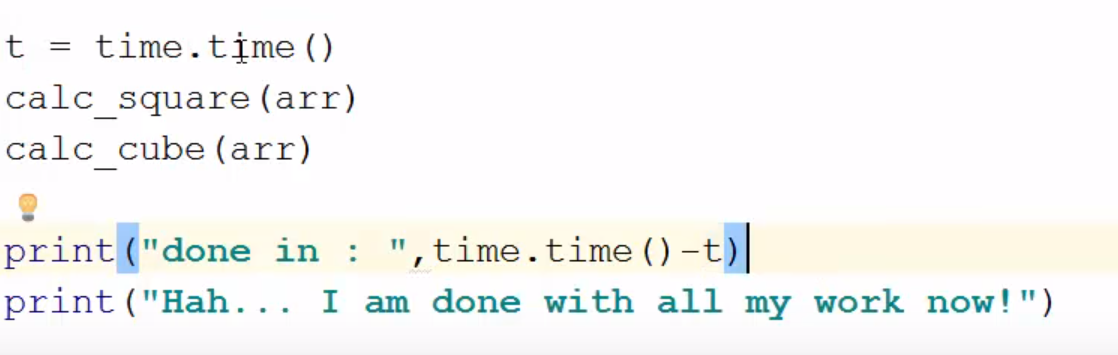 t = time.time()
calc_square(arr)
calc_cube(arr)
print("done in : ",time.time()-t)
print("Hah... I am done with all my work now!")